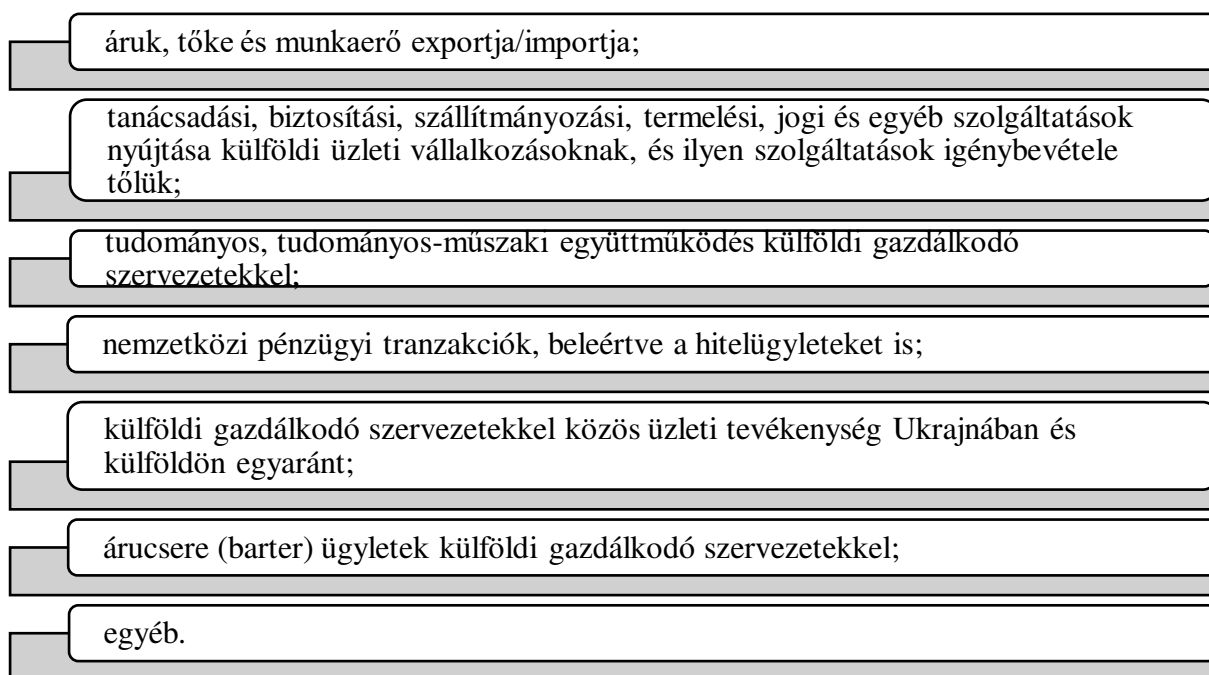 áruk, tőke és munkaerő exportja/importja;
tanácsadási, biztosítási, szállítmányozási, termelési, jogi és egyéb szolgáltatások
nyújtása külföldi üzleti vállalkozásoknak, és ilyen szolgáltatások igénybevétele
tőlük;
tudományos, tudományos-műszaki együttműködés külföldi gazdálkodó
szervezetekkel;
nemzetközi pénzügyi tranzakciók, beleértve a hitelügyleteket is;
külföldi gazdálkodó szervezetekkel közös üzleti tevékenység Ukrajnában és
külföldön egyaránt;
árucsere (barter) ügyletek külföldi gazdálkodó szervezetekkel;
egyéb.